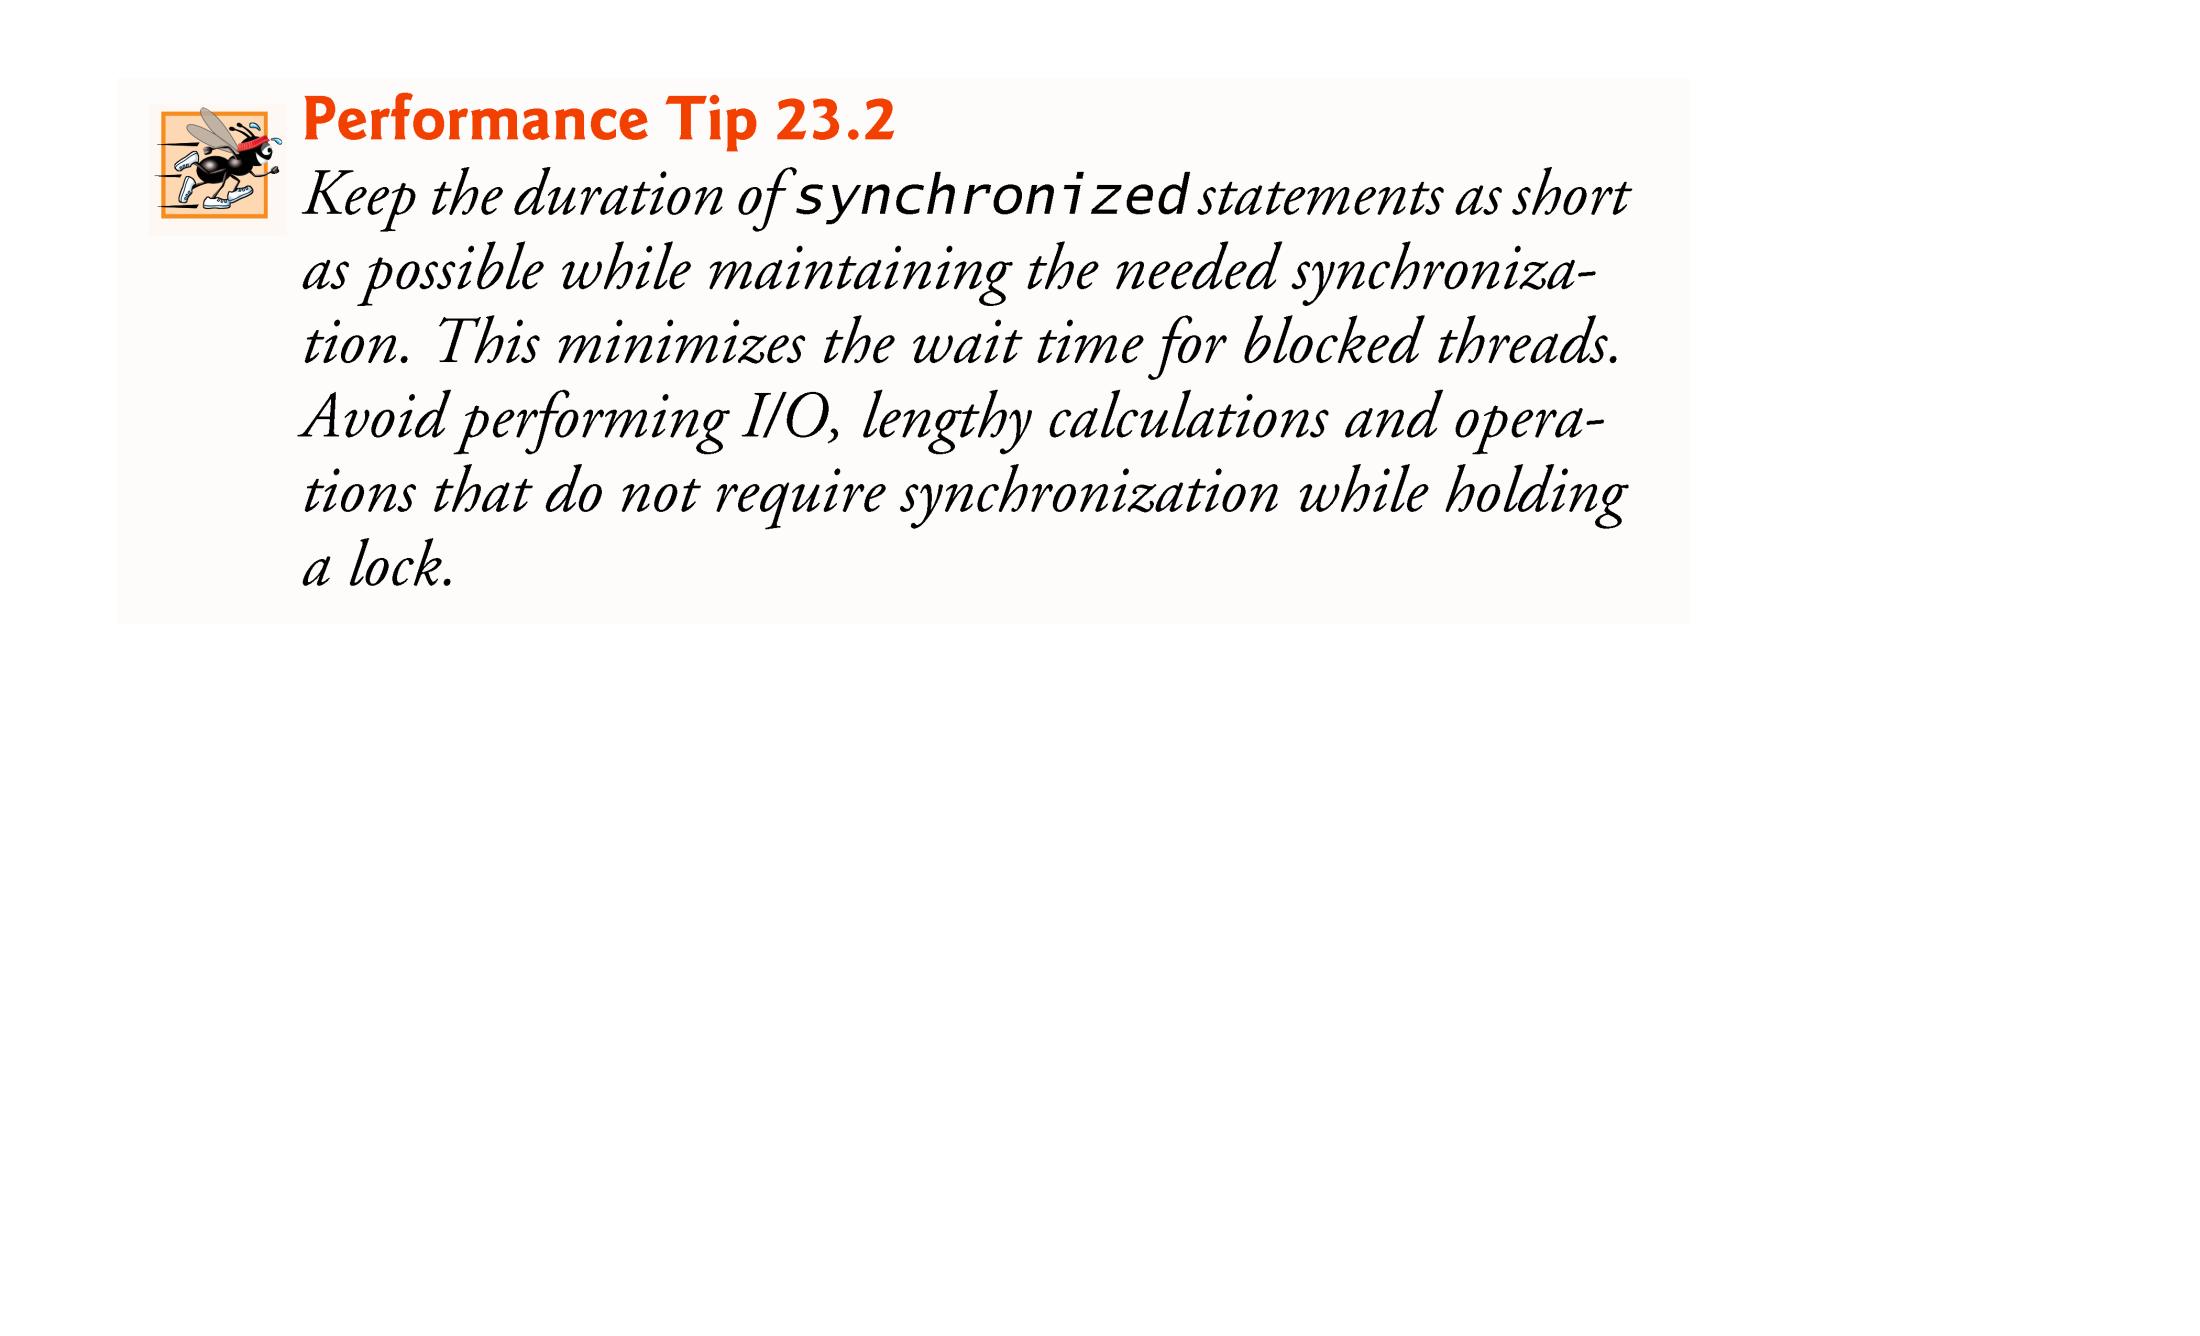 Performance Tip 23.2
Keep the duration of synchronized statements as short
as possible while maintaining the needed synchroniza-
tion. This minimizes the wait time for blocked threads.
Avoid performing I/O, lengthy calculations and opera-
tions that do not require synchronization while holding
a lock.